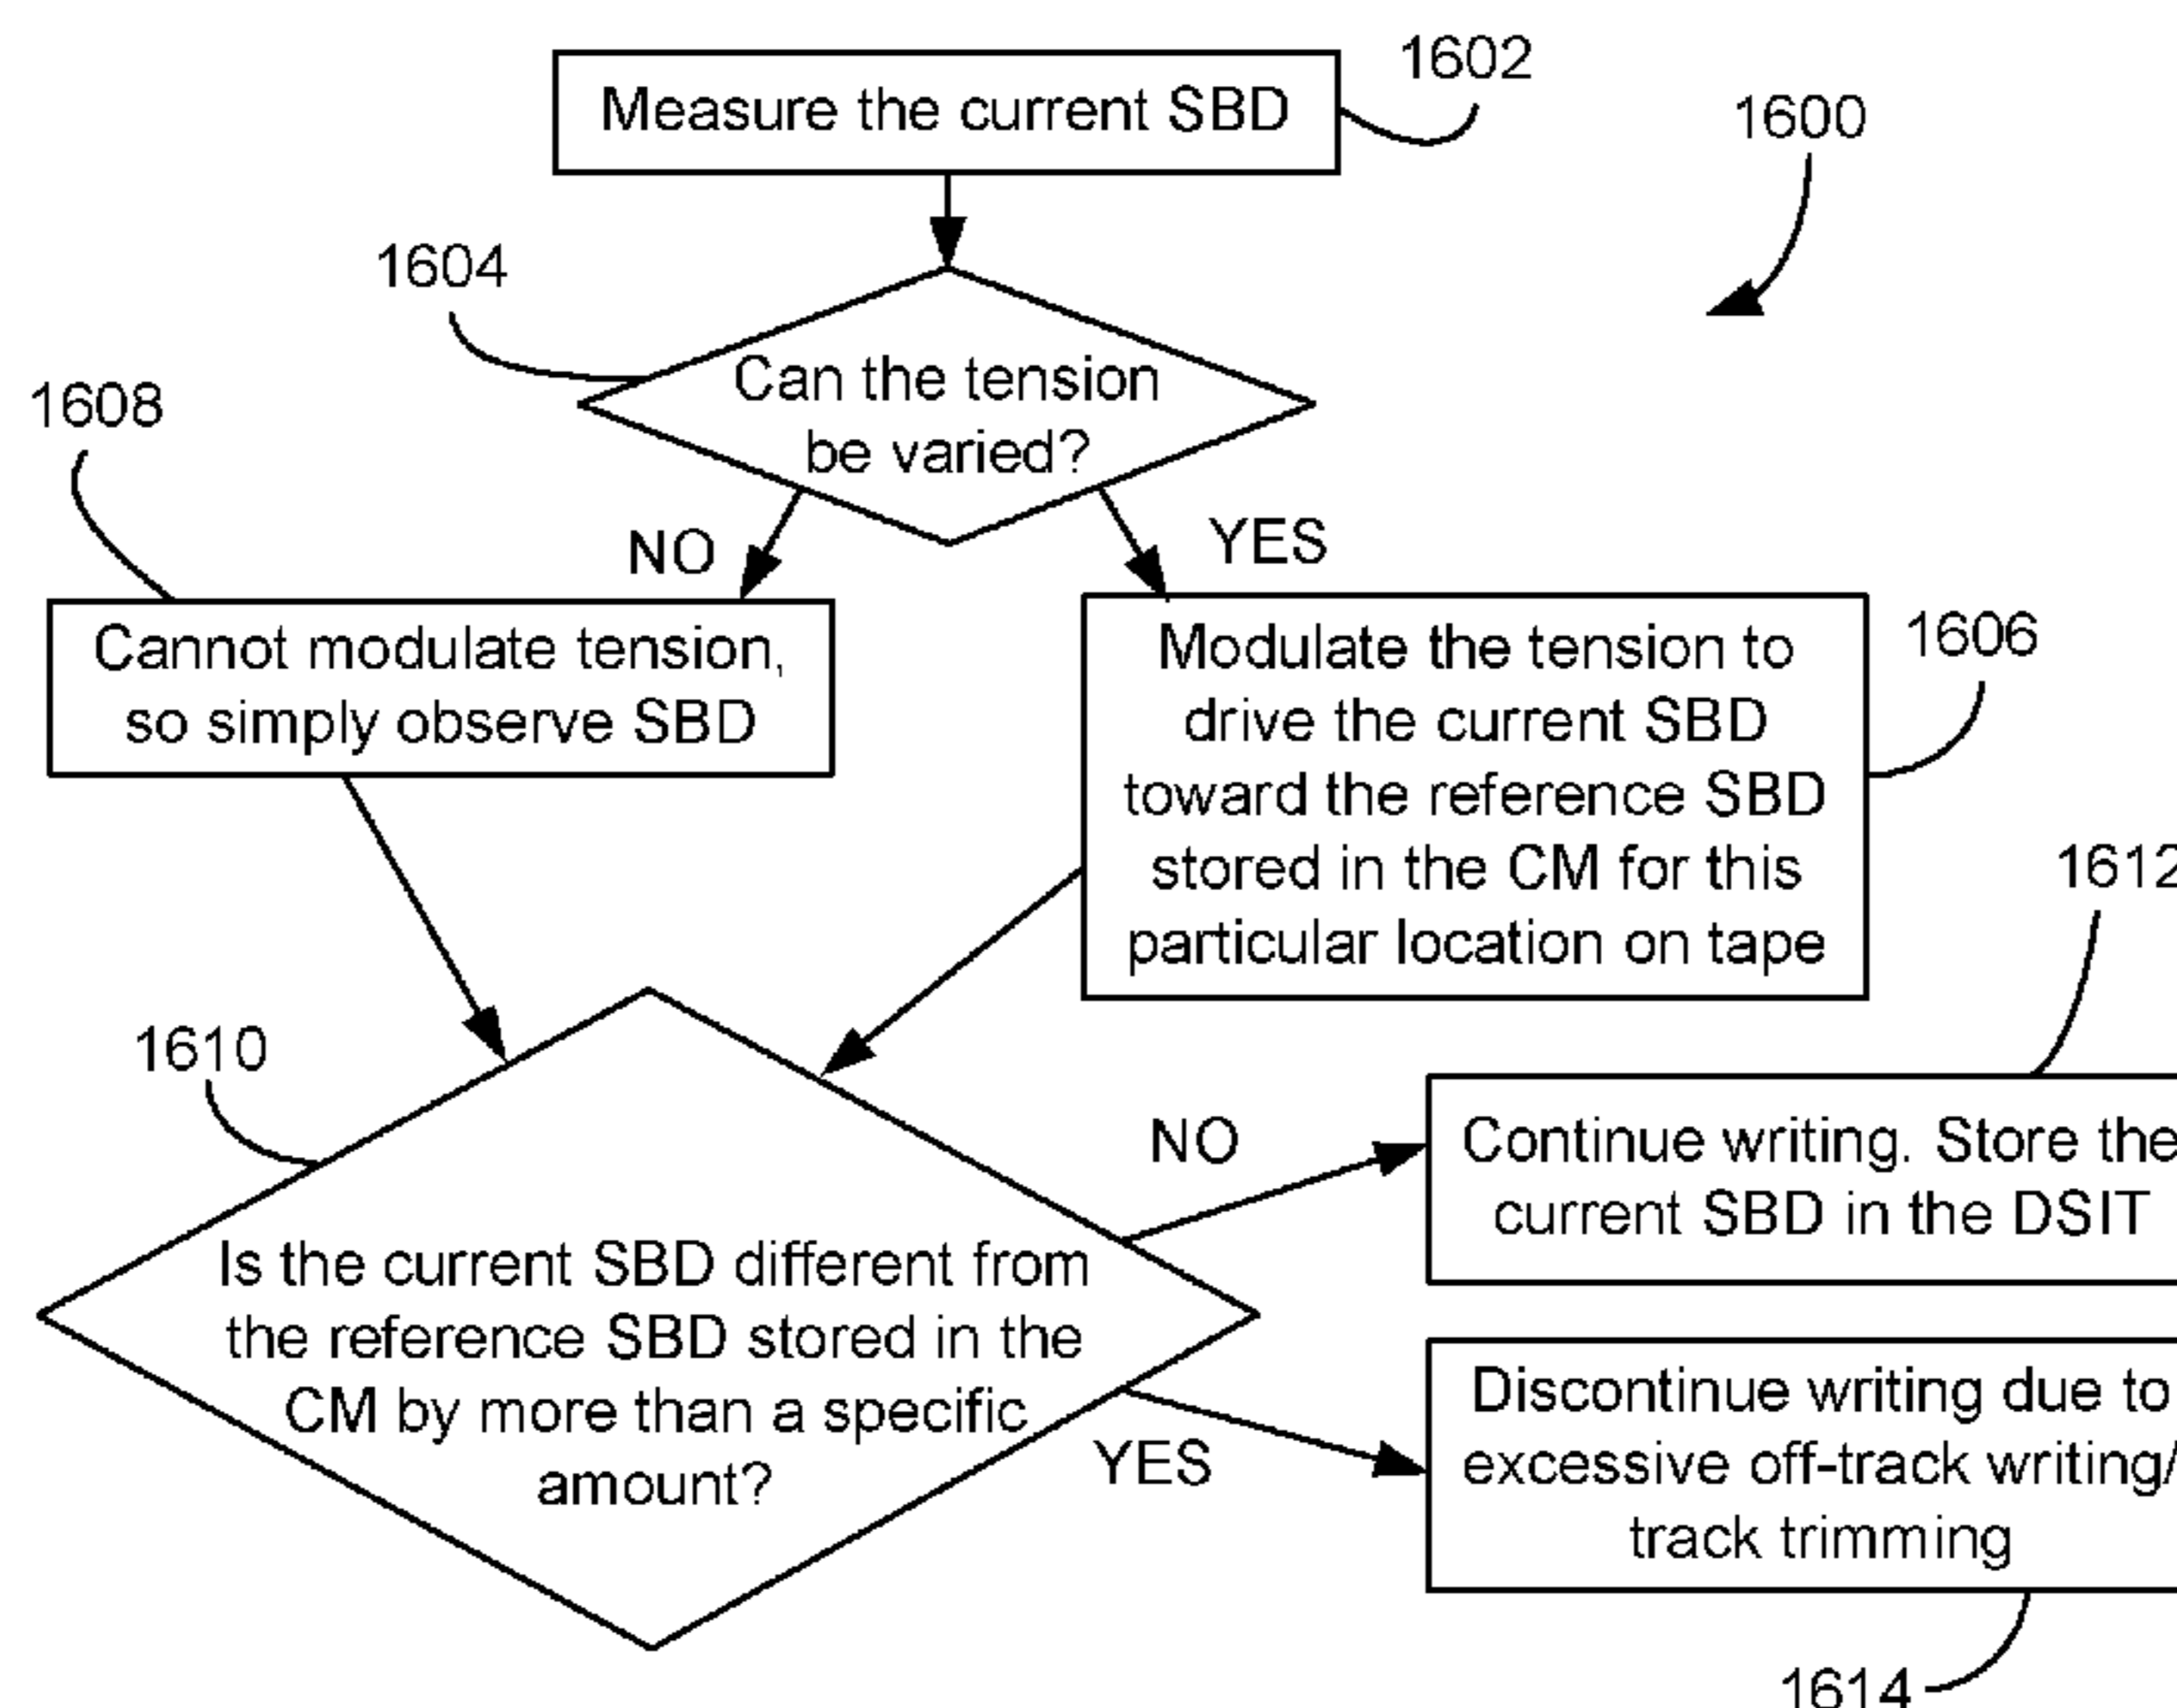 1602
Measure the current SBD
1600
1604
Can the tension
be varied?
1608
NO
YES
Cannot modulate tension,
so simply observe SBD
1606
Modulate the tension to
drive the current SBD
toward the reference SBD
stored in the CM for this
particular location on tape
1612
1610
NO
Continue writing. Store the
current SBD in the DSIT
Is the current SBD different from
the reference SBD stored in the
CM by more than a specific
amount?
YES
Discontinue writing due to
excessive off-track writing/
track trimming
1614